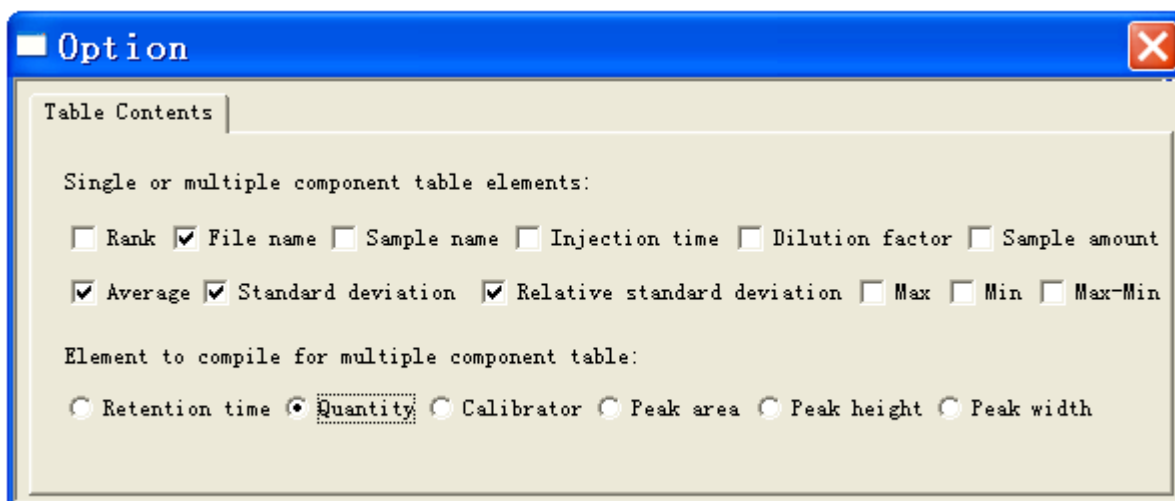 Option
Table Contents
Single or multiple component table elements:
Rank File name Sample name Injection time Dilution factor Sample amount
Average Standard deviation Relative standard deviation Max Min Max-Min
Element to compile for multiple component table:
Retention time Quantity Calibrator Peak area Peak height Peak width